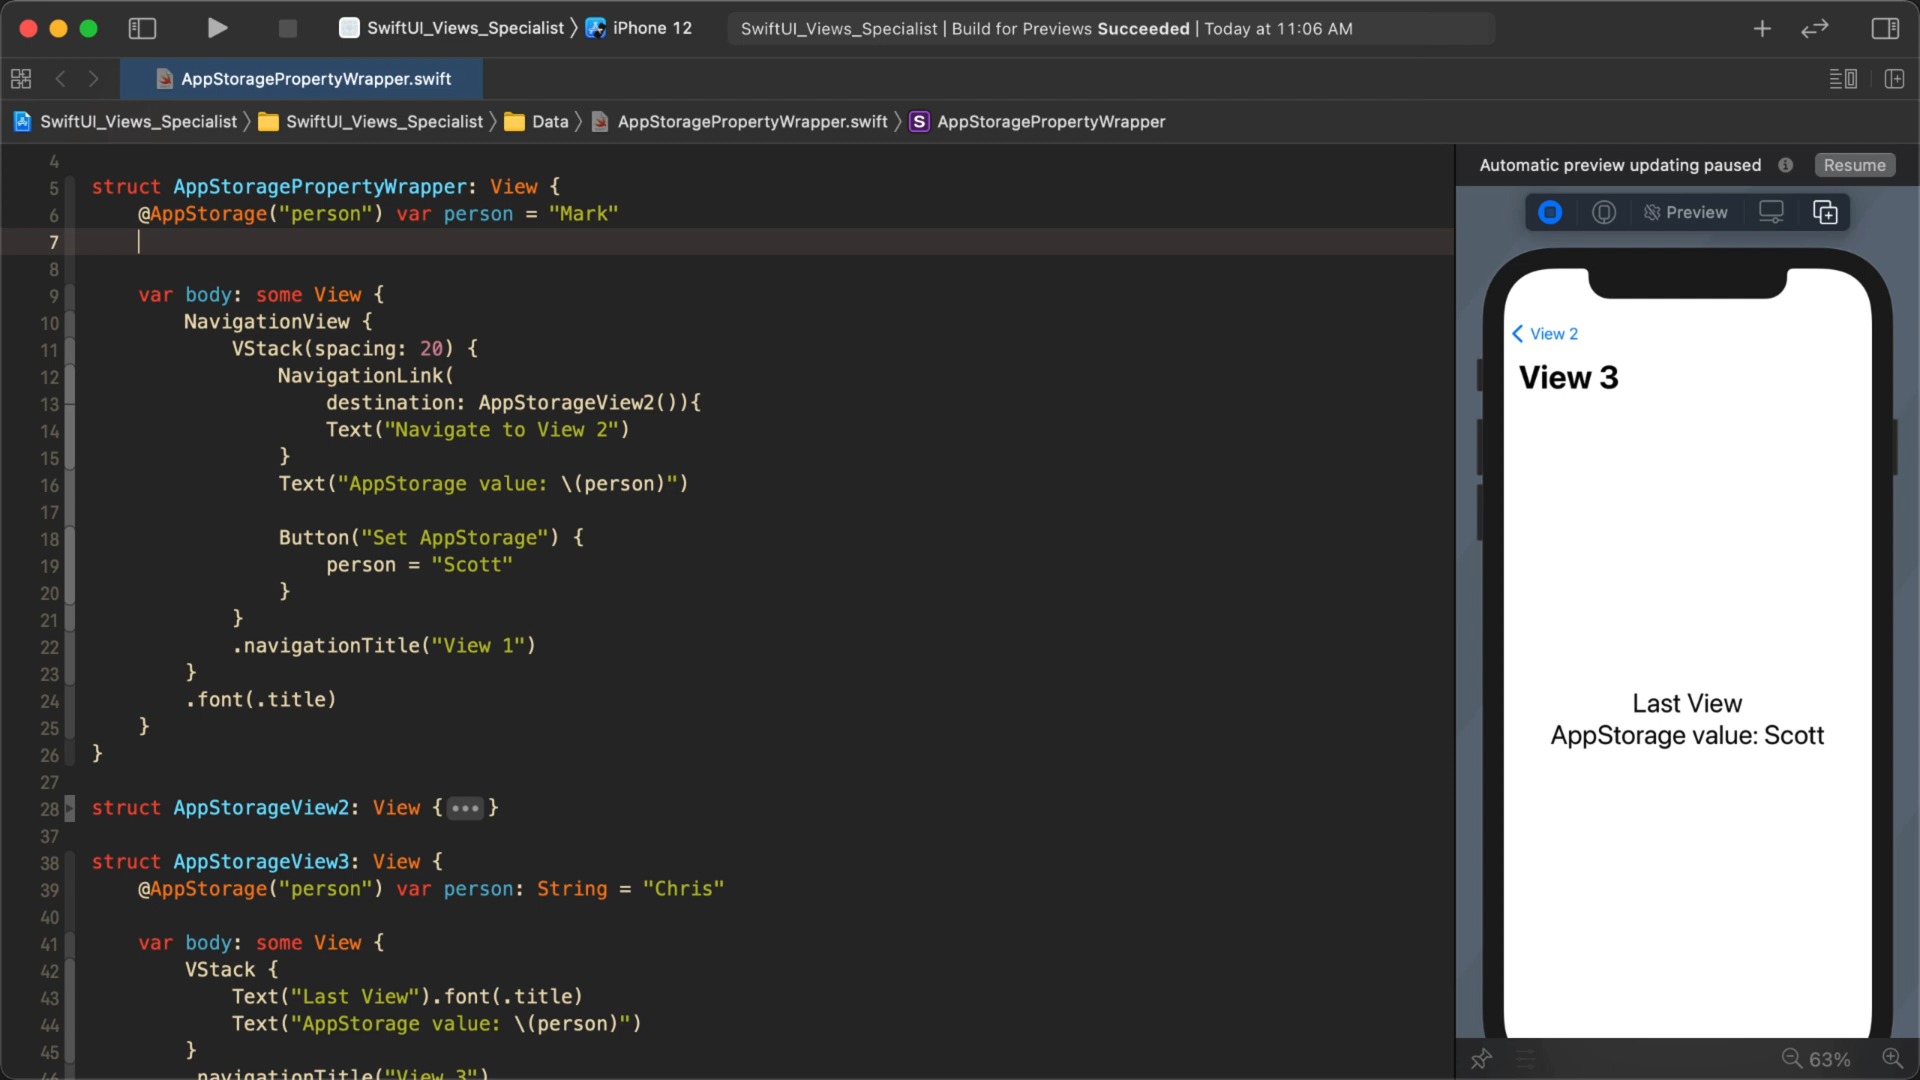 SwiftUI_Views_Specialist 〉 iPhone 12
SwiftUI_Views_Specialist | Build for Previews Succeeded | Today at 11:06 AM
AppStoragePropertyWrapper.swift
SwiftUI_Views_Specialist 〉 SwiftUI_Views_Specialist 〉 Data 〉 AppStoragePropertyWrapper.swift 〉 S AppStoragePropertyWrapper
4
5 struct AppStoragePropertyWrapper: View {
6 @AppStorage("person") var person = "Mark"
7
8
9 var body: some View {
10 NavigationView {
11 VStack(spacing: 20) {
12 NavigationLink(
13 destination: AppStorageView2()){
14 Text("Navigate to View 2")
15 }
16 Text("AppStorage value: \(person)")
17
18 Button("Set AppStorage") {
19 person = "Scott"
20 }
21 }
22 .navigationTitle("View 1")
23 }
24 .font(.title)
25 }
26 }
27
28 struct AppStorageView2: View {•••}
37
38 struct AppStorageView3: View {
39 @AppStorage("person") var person: String = "Chris"
40
41 var body: some View {
42 VStack {
43 Text("Last View").font(.title)
44 Text("AppStorage value: \(person)")
45 }
46 .navigationTitle("View 3")
Automatic preview updating paused Resume
Preview
View 2
View 3
Last View
AppStorage value: Scott
63%